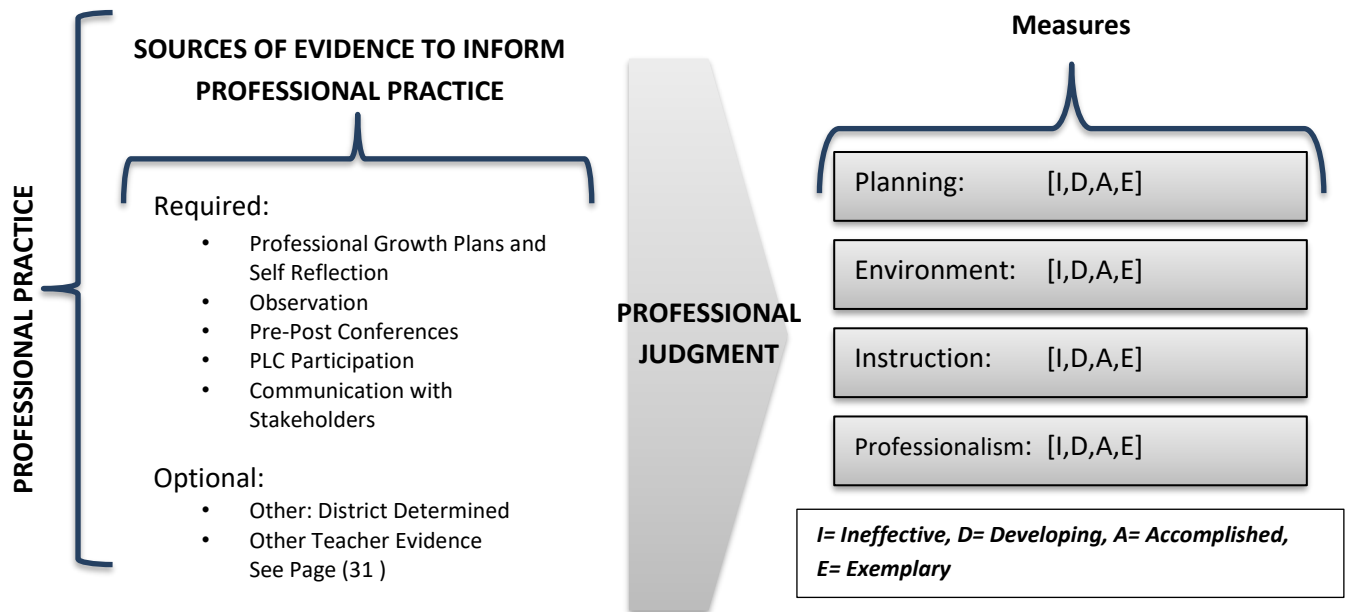 PROFESSIONAL PRACTICE
SOURCES OF EVIDENCE TO INFORM
PROFESSIONAL PRACTICE
Required:
• Professional Growth Plans and
Self Reflection
• Observation
• Pre-Post Conferences
• PLC Participation
• Communication with
Stakeholders
Optional:
• Other: District Determined
• Other Teacher Evidence
See Page (31 )
PROFESSIONAL
JUDGMENT
Measures
Planning: [I,D,A,E]
Environment: [I,D,A,E]
Instruction: [I,D,A,E]
Professionalism: [I,D,A,E]
I= Ineffective, D= Developing, A= Accomplished,
E= Exemplary